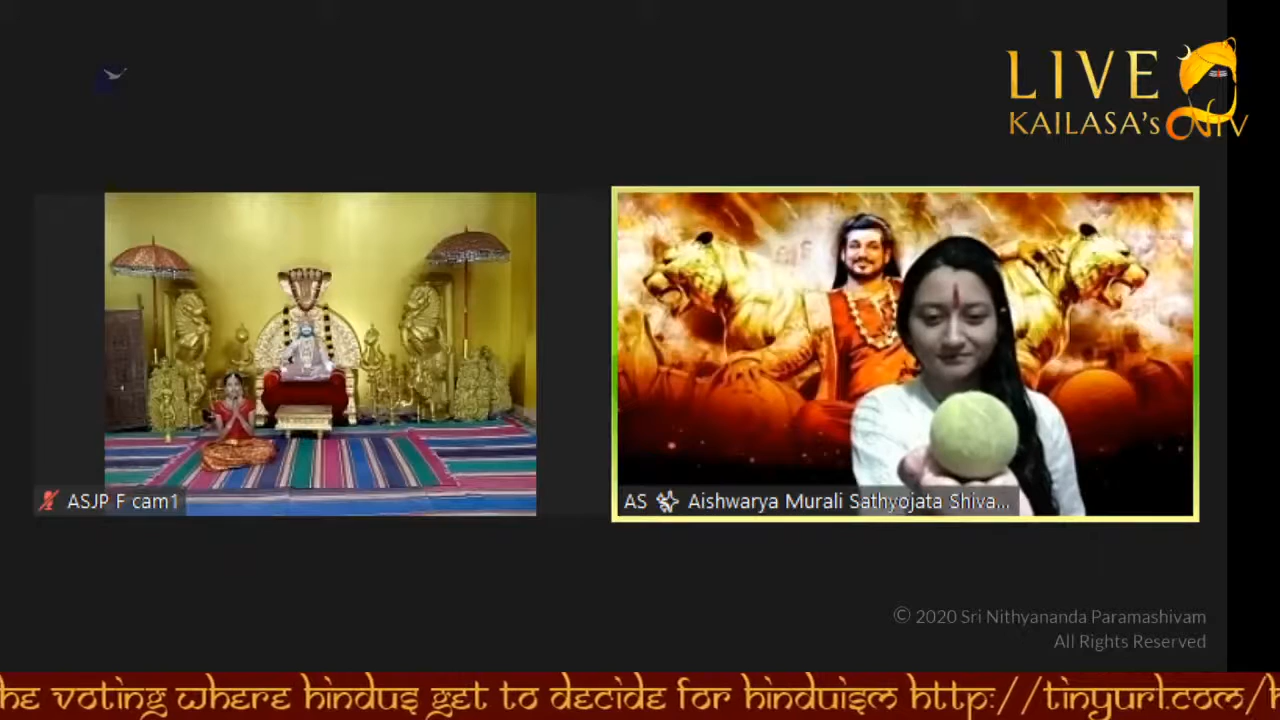 LIVE
KAILASA's NTV
ASJP F cam1
AS Aishwarya Murali Sathyojata Shiva...
© 2020 Sri Nithyananda Paramashivam
All Rights Reserved
he voting where hindus get to decide for hinduism http://tinyurl.com/h